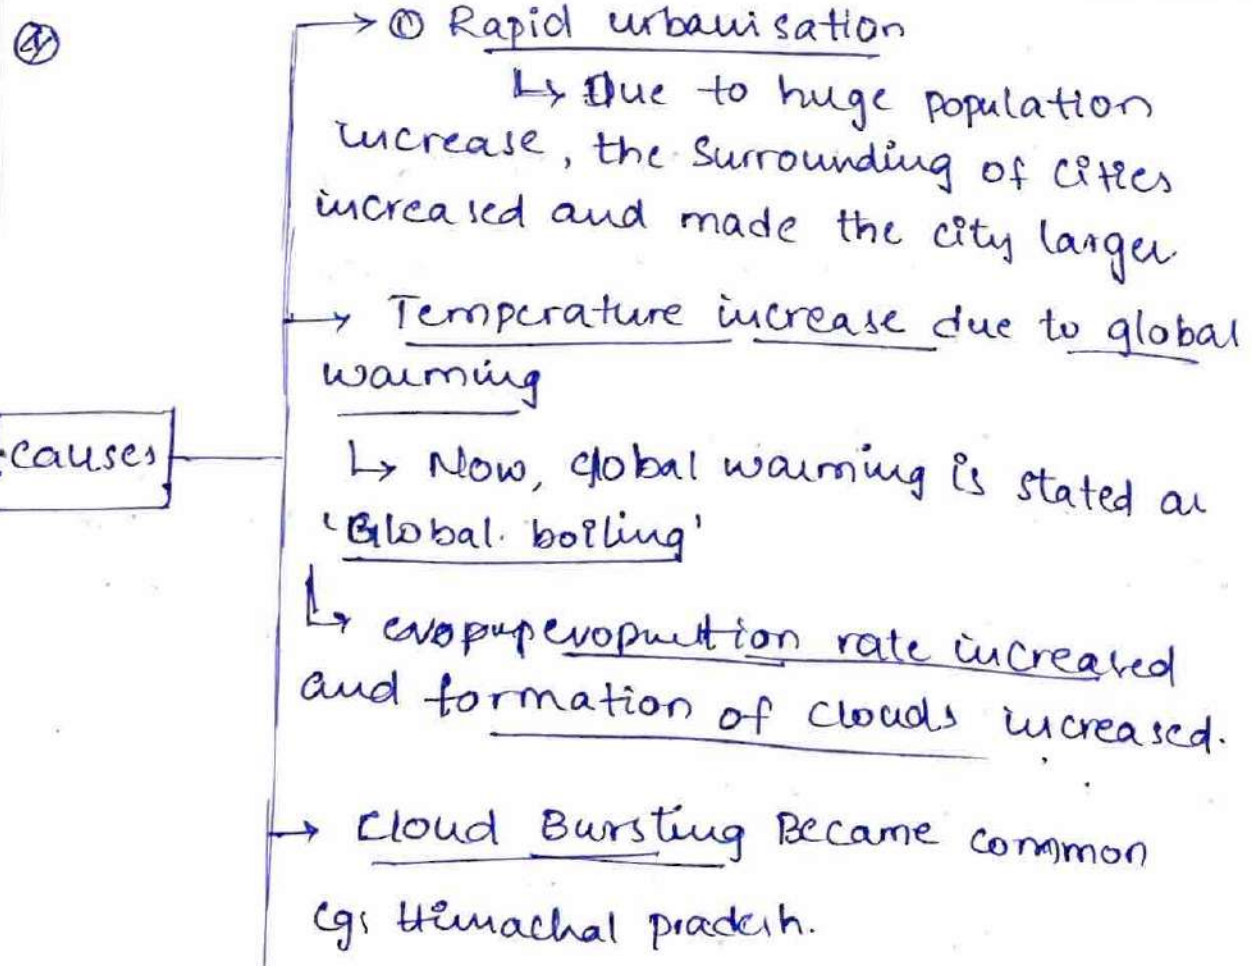 ① Rapid urbanisation
↳ Due to huge population
increase, the surrounding of cities
increased and made the city larger.
→ Temperature increase due to global
warming
causes
↳ Now, global warming is stated as
'Global boiling'
↳ rate increased
and formation of clouds increased.
→ Cloud Bursting Became common
eg: Himachal pradesh.